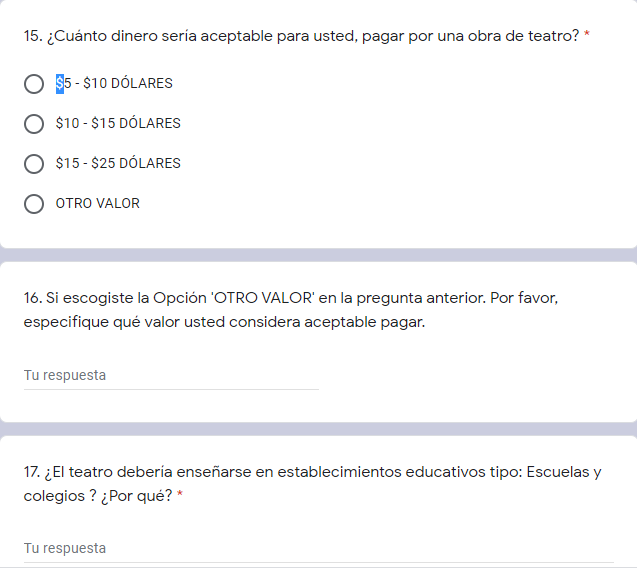 15. ¿Cuánto dinero sería aceptable para usted, pagar por una obra de teatro? *
$5 - $10 DÓLARES
$10 - $15 DÓLARES
$15 - $25 DÓLARES
OTRO VALOR
16. Si escogiste la Opción 'OTRO VALOR' en la pregunta anterior. Por favor,
especifique qué valor usted considera aceptable pagar.
Tu respuesta
17. ¿El teatro debería enseñarse en establecimientos educativos tipo: Escuelas y
colegios ? ¿Por qué? *
Tu respuesta